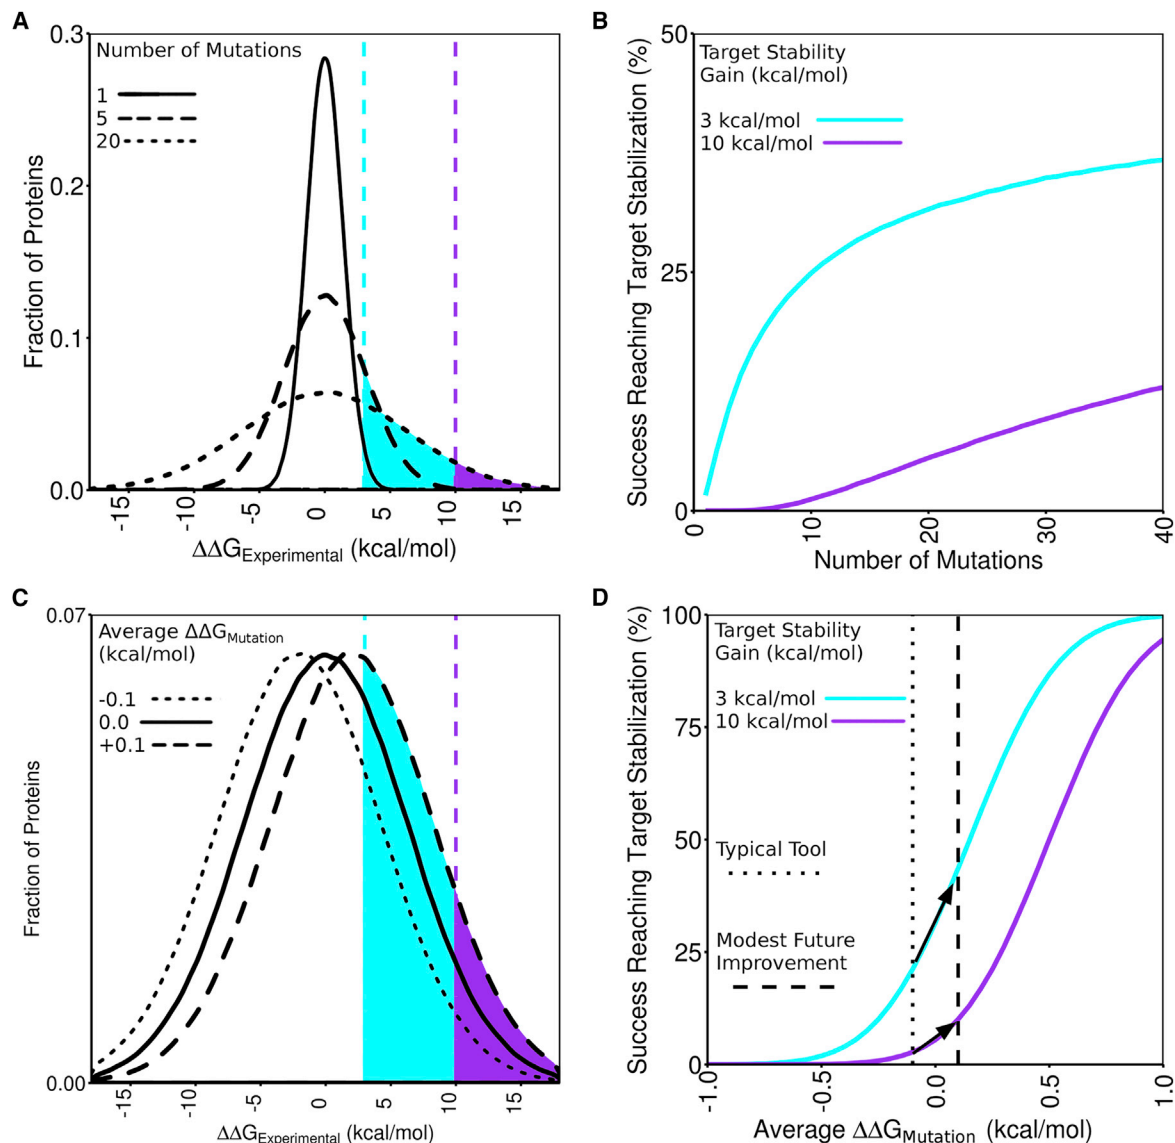 A
0.3
0.2
0.1
0.0
Fraction of Proteins
Number of Mutations
1
5
20
-15
-10
-5
0
5
10
15
ΔΔGExperimental (kcal/mol)
B
50
25
0
Success Reaching Target Stabilization (%)
Target Stability
Gain (kcal/mol)
3 kcal/mol
10 kcal/mol
0
10
20
30
40
Number of Mutations
C
0.07
0.00
Fraction of Proteins
Average ΔΔGMutation
(kcal/mol)
-0.1
0.0
+0.1
-15
-10
-5
0
5
10
15
ΔΔGExperimental (kcal/mol)
D
100
75
50
25
0
Success Reaching Target Stabilization (%)
Target Stability
Gain (kcal/mol)
3 kcal/mol
10 kcal/mol
Typical Tool
Modest Future
Improvement
-1.0
-0.5
0.0
0.5
1.0
Average ΔΔGMutation (kcal/mol)